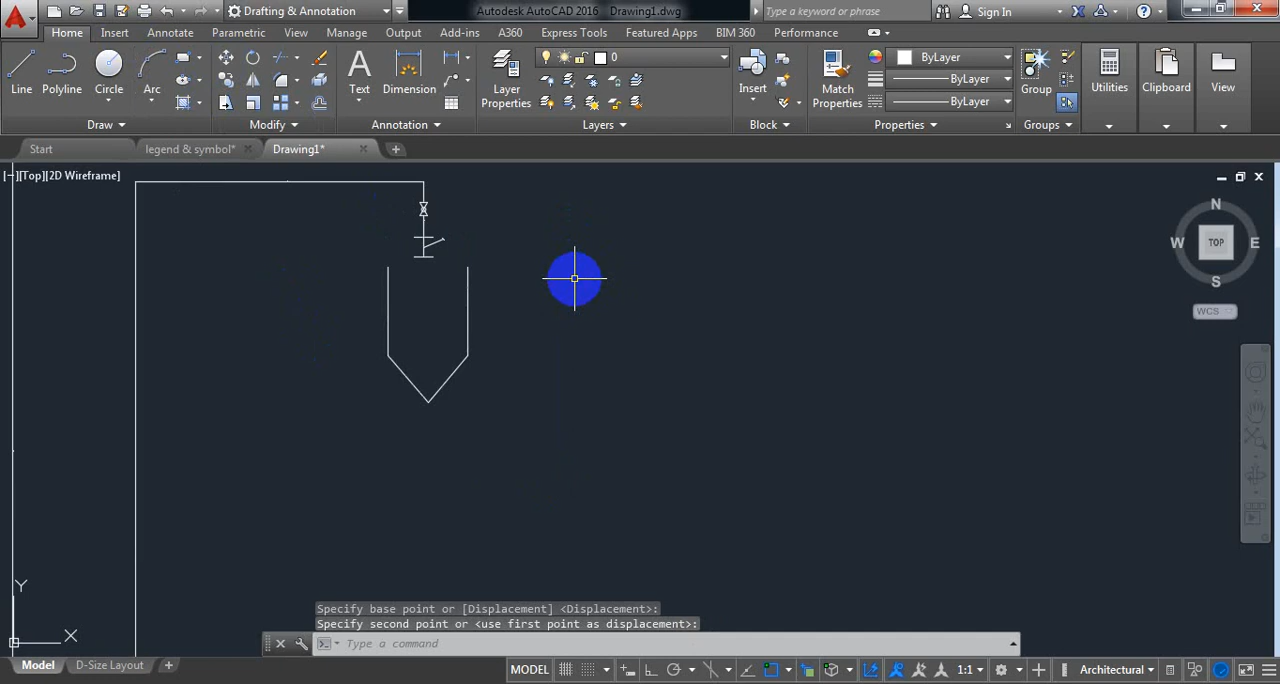 Drafting & Annotation
Autodesk AutoCAD 2016 Drawing1.dwg
Type a keyword or phrase
Sign In
Home Insert Annotate Parametric View Manage Output Add-ins A360 Express Tools Featured Apps BIM 360 Performance
Line Polyline Circle Arc
Text Dimension
Layer Properties
0
Insert
Match Properties
ByLayer
ByLayer
ByLayer
Group
Utilities
Clipboard
View
Draw Modify Annotation Layers Block Properties Groups
Start legend & symbol* Drawing1*
[−][Top][2D Wireframe]
N
W TOP E
S
WCS
Y
X
Specify base point or [Displacement] <Displacement>:
Specify second point or <use first point as displacement>:
Type a command
Model D-Size Layout
MODEL 1:1 Architectural